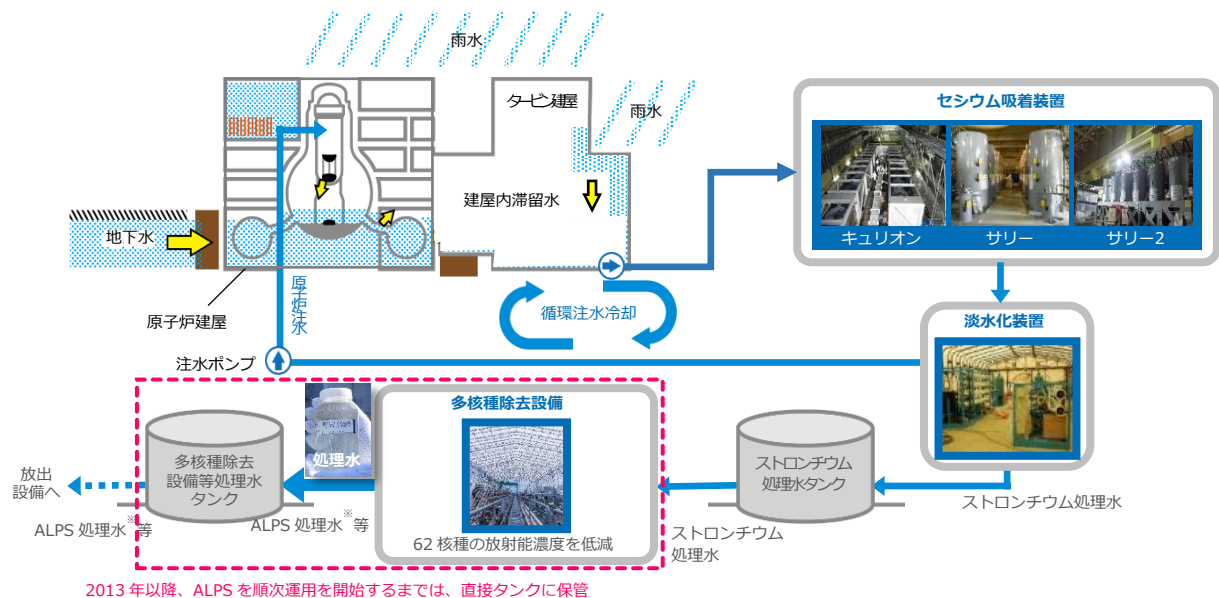 雨水
タービン建屋
雨水
セシウム吸着装置
キュリオン
サリー
サリー2
建屋内滞留水
地下水
原子炉建屋
原子炉注水
循環注水冷却
淡水化装置
注水ポンプ
多核種除去設備
処理水
62 核種の放射能濃度を低減
多核種除去
設備等処理水
タンク
ALPS 処理水※等
放出
設備へ
ALPS 処理水※等
ストロンチウム
処理水タンク
ストロンチウム処理水
ストロンチウム
処理水
2013 年以降、ALPS を順次運用を開始するまでは、直接タンクに保管